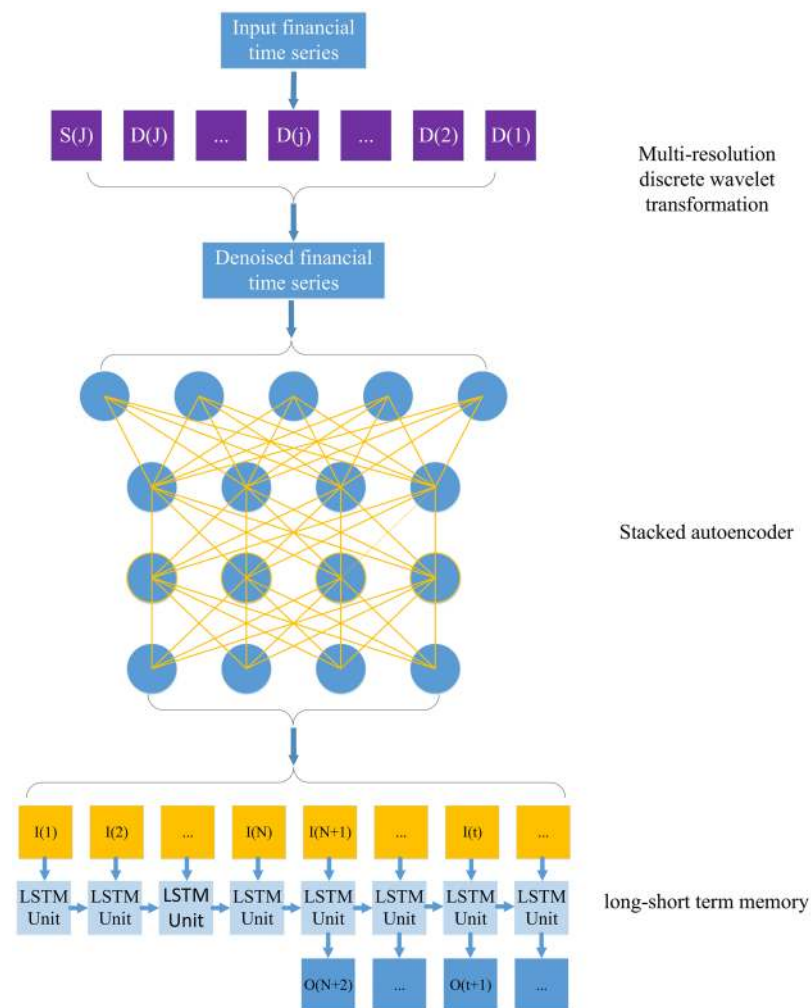 Input financial
time series
S(J) D(J) ... D(j) ... D(2) D(1)
Multi-resolution
discrete wavelet
transformation
Denoised financial
time series
Stacked autoencoder
I(1) I(2) ... I(N) I(N+1) ... I(t) ...
LSTM LSTM LSTM LSTM LSTM LSTM LSTM LSTM
Unit Unit Unit Unit Unit Unit Unit Unit
long-short term memory
O(N+2) ... O(t+1) ...